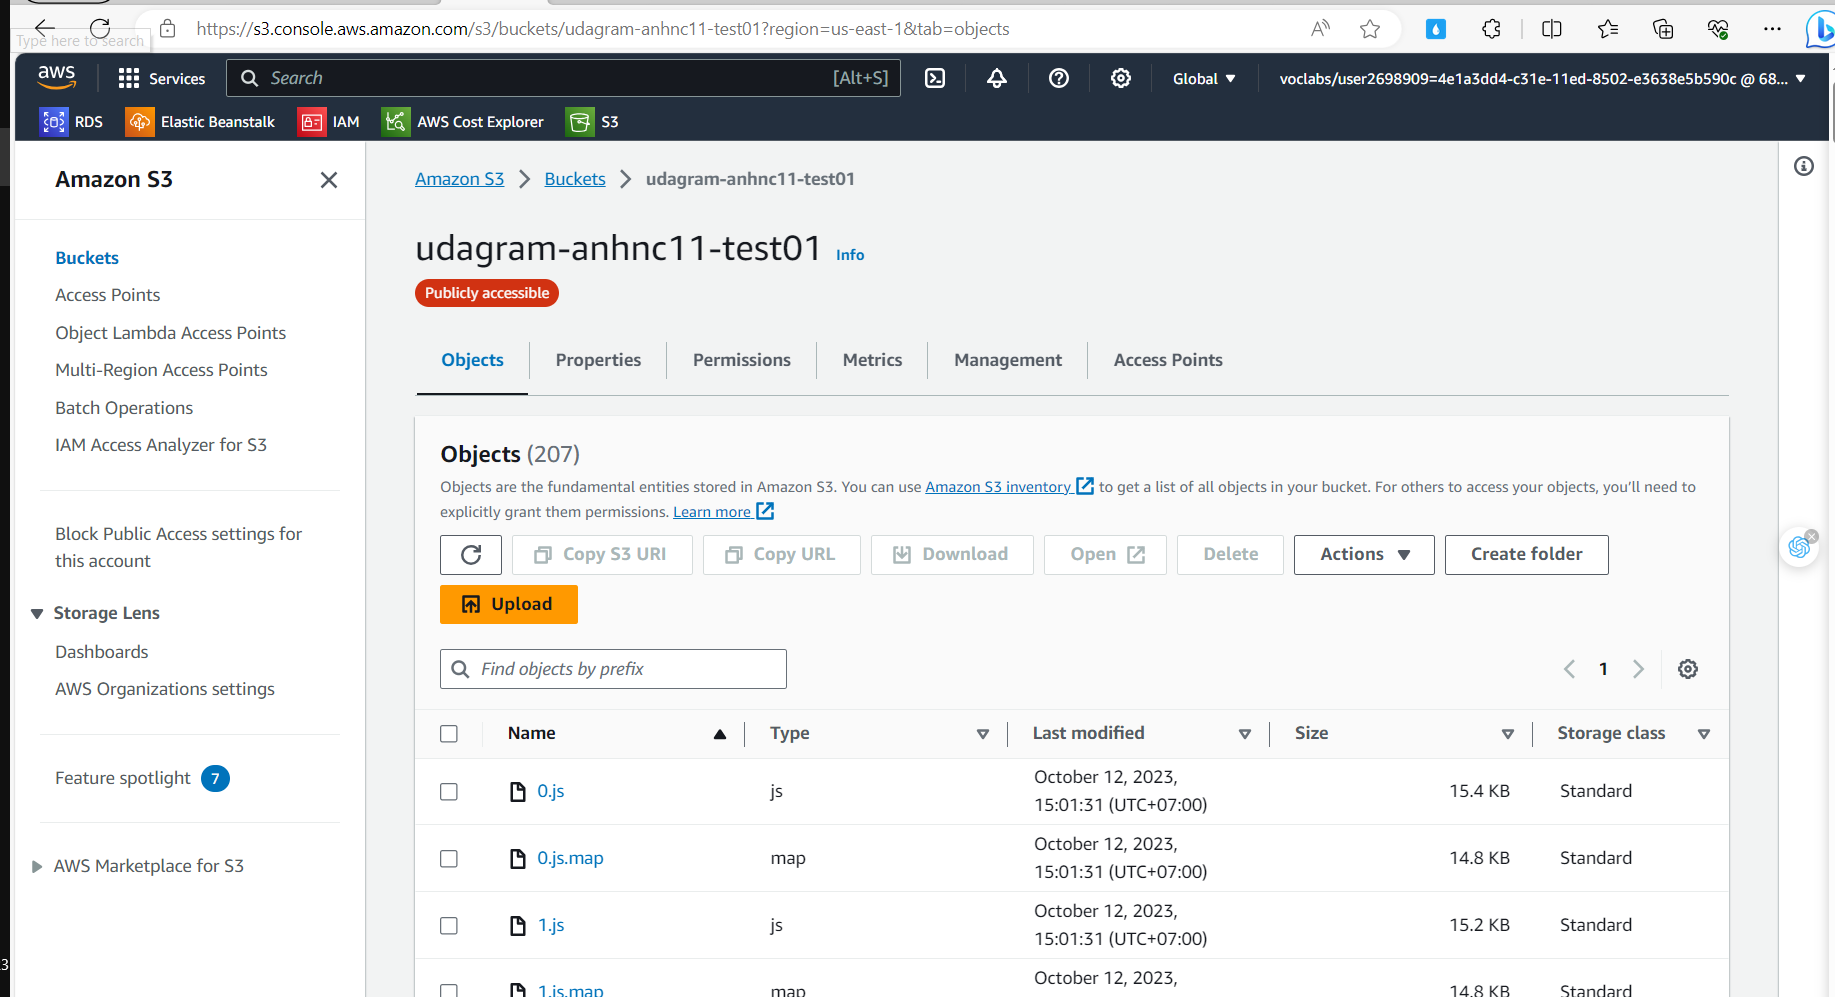 https://s3.console.aws.amazon.com/s3/buckets/udagram-anhnc11-test01?region=us-east-1&tab=objects
Type here to search
aws
Services
Search
[Alt+S]
Global
voclabs/user2698909=4e1a3dd4-c31e-11ed-8502-e3638e5b590c @ 68...
RDS
Elastic Beanstalk
IAM
AWS Cost Explorer
S3
Amazon S3
Buckets
Access Points
Object Lambda Access Points
Multi-Region Access Points
Batch Operations
IAM Access Analyzer for S3
Block Public Access settings for
this account
Storage Lens
Dashboards
AWS Organizations settings
Feature spotlight 7
AWS Marketplace for S3
3
Amazon S3 > Buckets > udagram-anhnc11-test01
udagram-anhnc11-test01 Info
Publicly accessible
Objects
Properties
Permissions
Metrics
Management
Access Points
Objects (207)
Objects are the fundamental entities stored in Amazon S3. You can use Amazon S3 inventory to get a list of all objects in your bucket. For others to access your objects, you'll need to
explicitly grant them permissions. Learn more
Copy S3 URI
Copy URL
Download
Open
Delete
Actions
Create folder
Upload
Find objects by prefix
1
Name
Type
Last modified
Size
Storage class
0.js
js
October 12, 2023,
15:01:31 (UTC+07:00)
15.4 KB
Standard
0.js.map
map
October 12, 2023,
15:01:31 (UTC+07:00)
14.8 KB
Standard
1.js
js
October 12, 2023,
15:01:31 (UTC+07:00)
15.2 KB
Standard
1.js.map
map
October 12, 2023,
14.8 KB
Standard